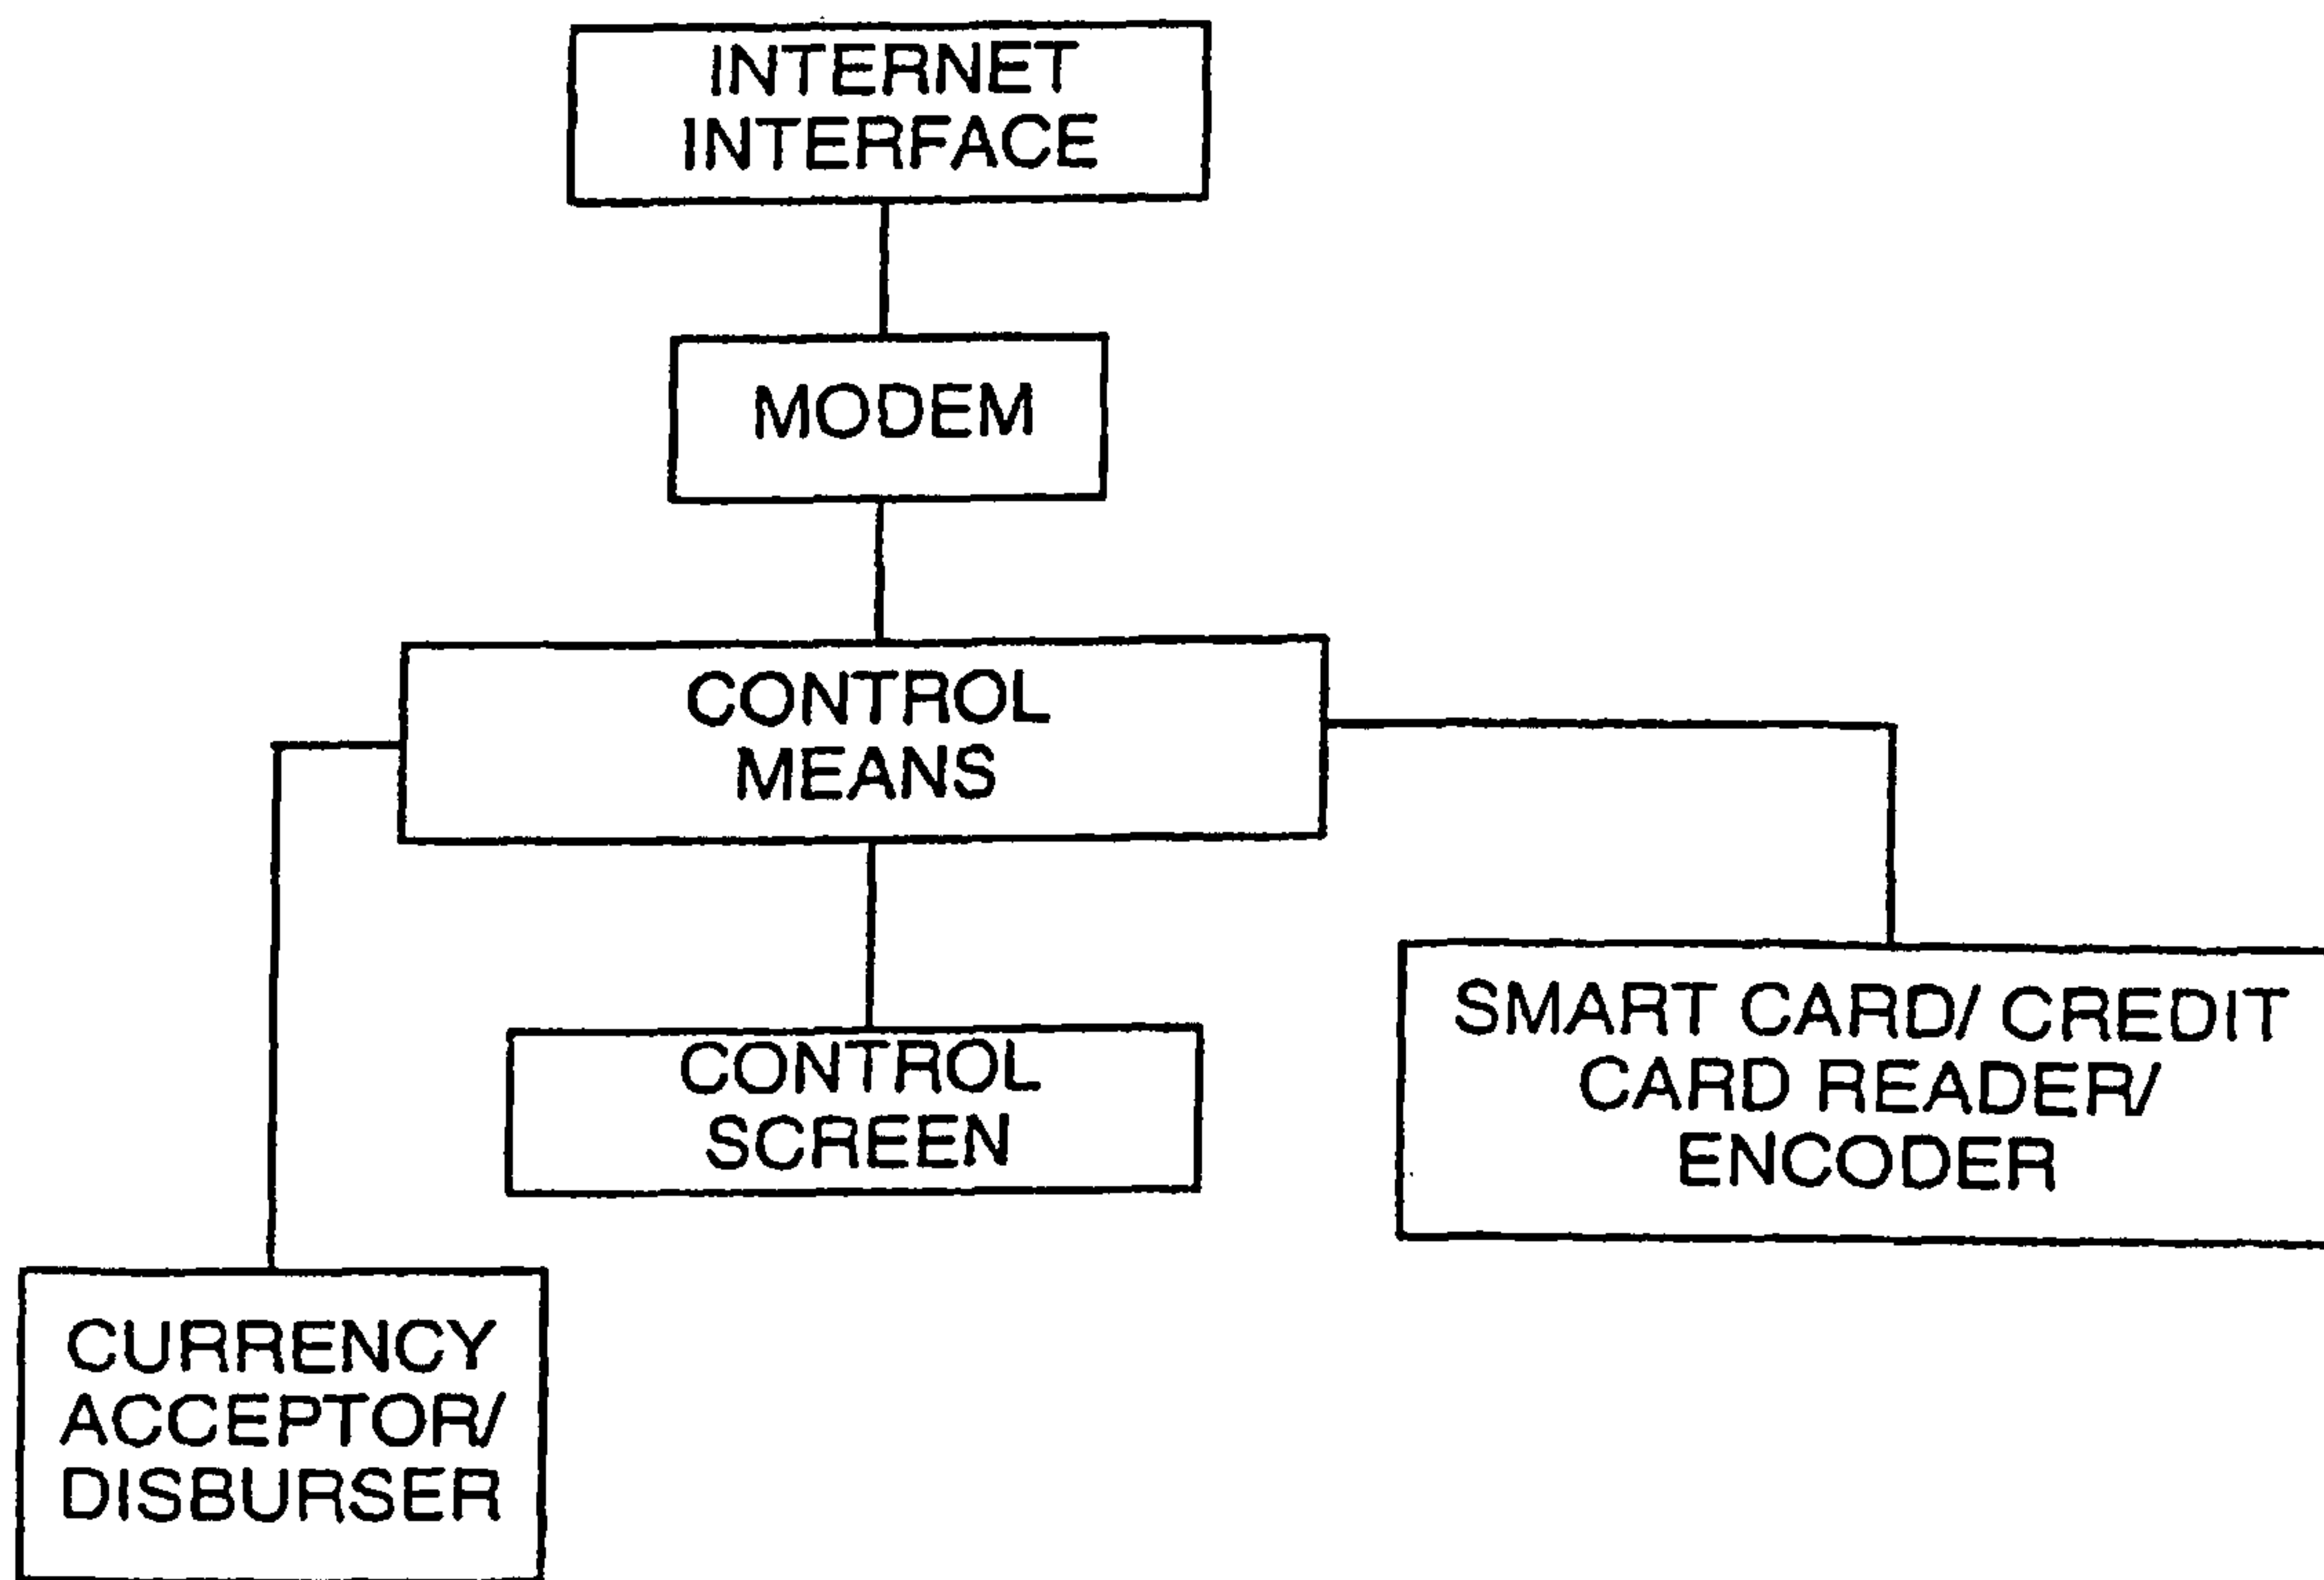 INTERNET
INTERFACE
MODEM
CONTROL
MEANS
CONTROL
SCREEN
SMART CARD/ CREDIT
CARD READER/
ENCODER
CURRENCY
ACCEPTOR/
DISBURSER